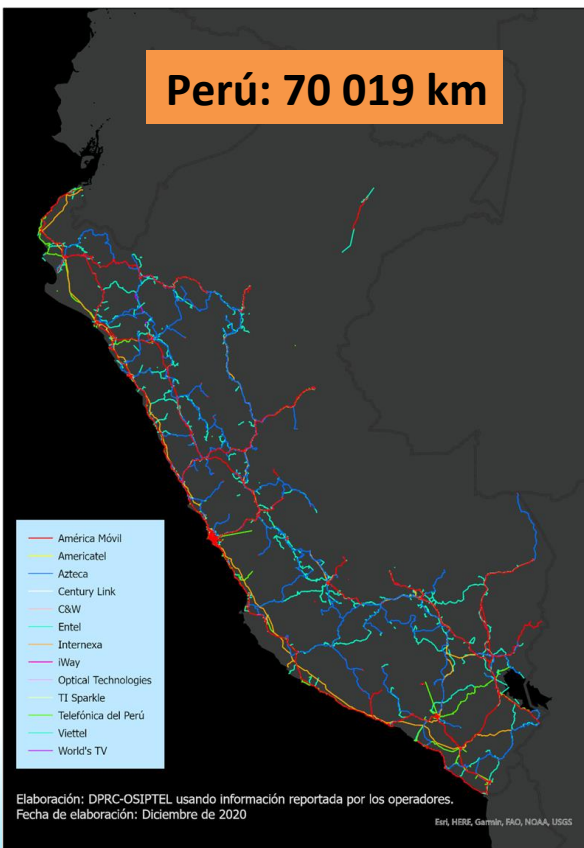 Perú: 70 019 km
América Móvil
Americatel
Azteca
Century Link
C&W
Entel
Internexa
iWay
Optical Technologies
TI Sparkle
Telefónica del Perú
Viettel
World's TV
Elaboración: DPRC-OSIPTEL usando información reportada por los operadores.
Fecha de elaboración: Diciembre de 2020
Esri, HERE, Garmin, FAO, NOAA, USGS